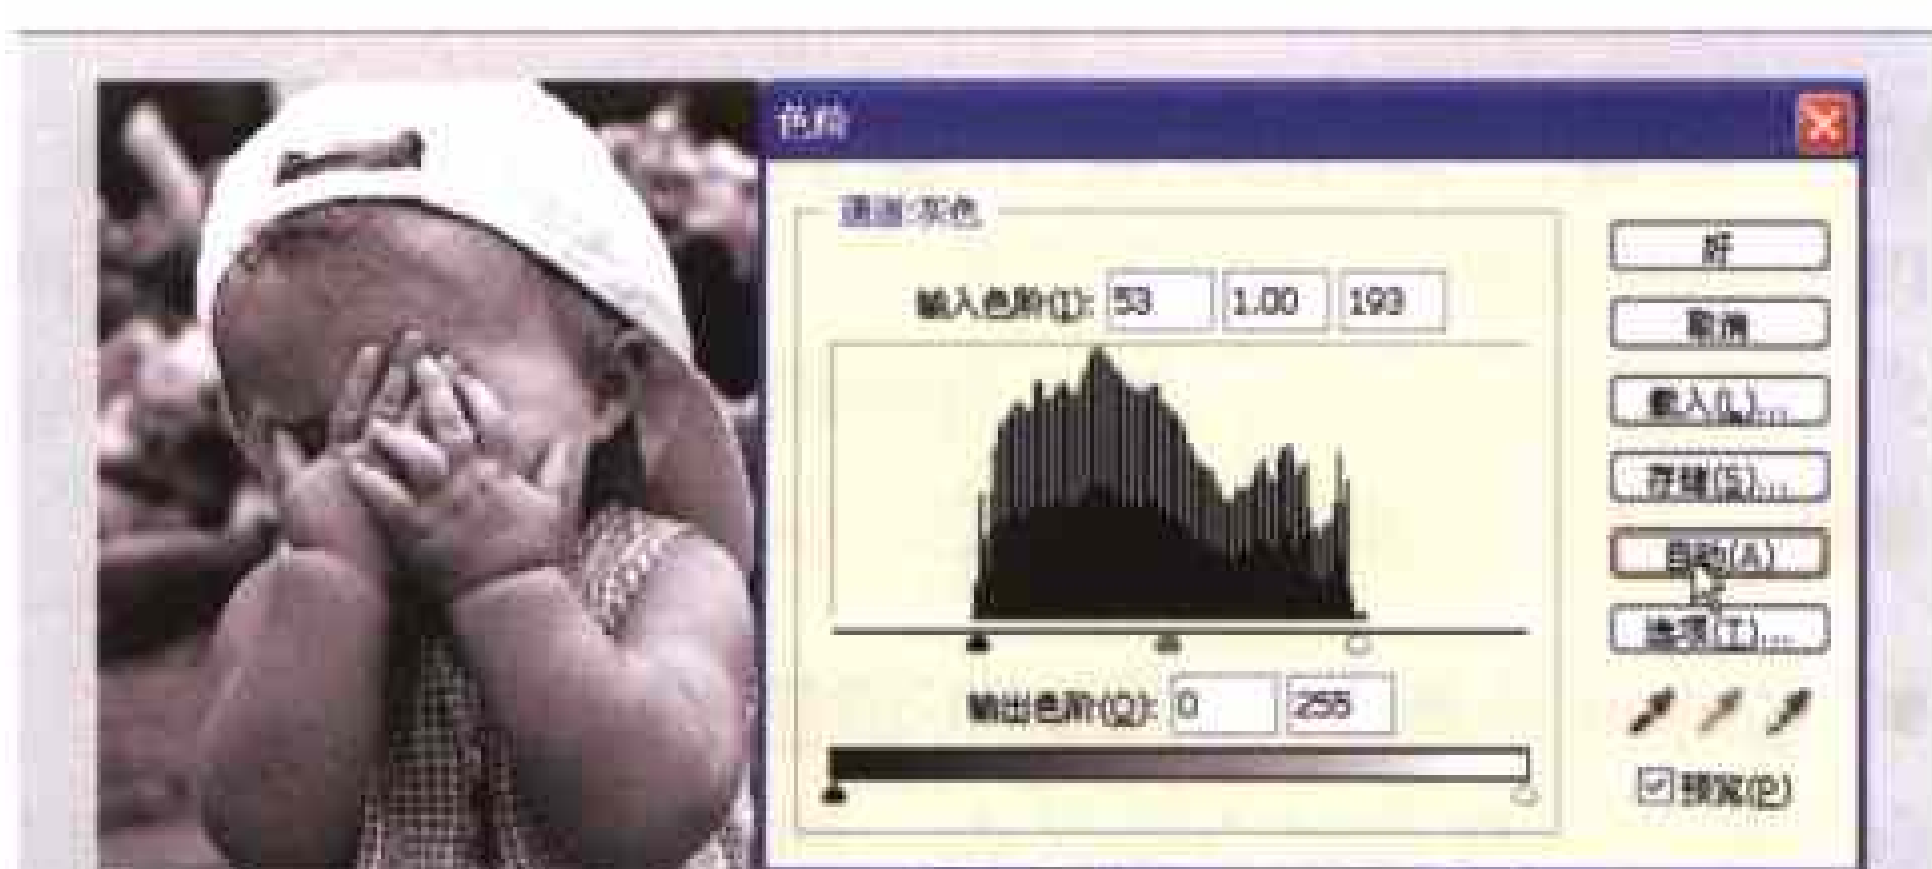 色阶
通道:灰色
输入色阶(I): 53 1.00 193
输出色阶(O): 0 255
好
取消
载入(L)...
存储(S)...
自动(A)
选项(T)...
预览(P)